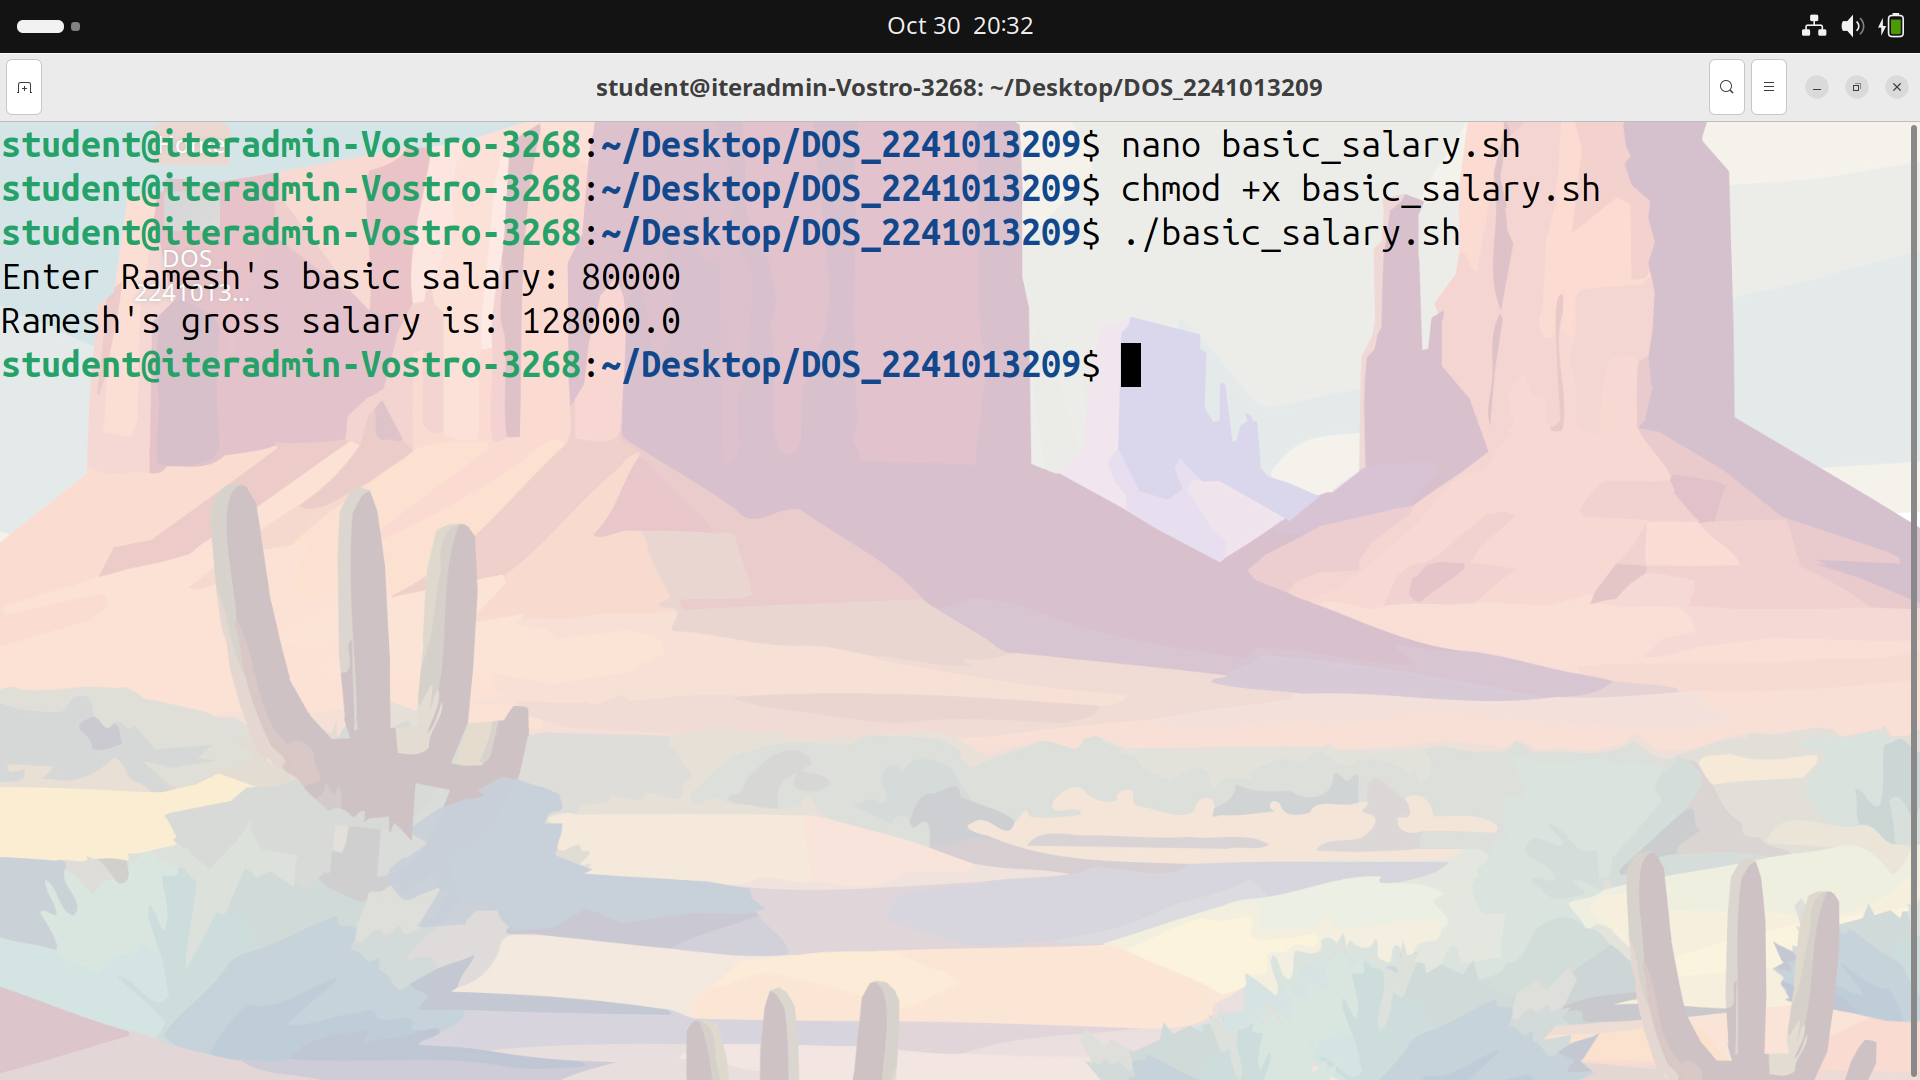 Oct 30  20:32
student@iteradmin-Vostro-3268: ~/Desktop/DOS_2241013209
student@iteradmin-Vostro-3268:~/Desktop/DOS_2241013209$ nano basic_salary.sh
student@iteradmin-Vostro-3268:~/Desktop/DOS_2241013209$ chmod +x basic_salary.sh
student@iteradmin-Vostro-3268:~/Desktop/DOS_2241013209$ ./basic_salary.sh
DOS_
Enter Ramesh's basic salary: 80000
2241013...
Ramesh's gross salary is: 128000.0
student@iteradmin-Vostro-3268:~/Desktop/DOS_2241013209$